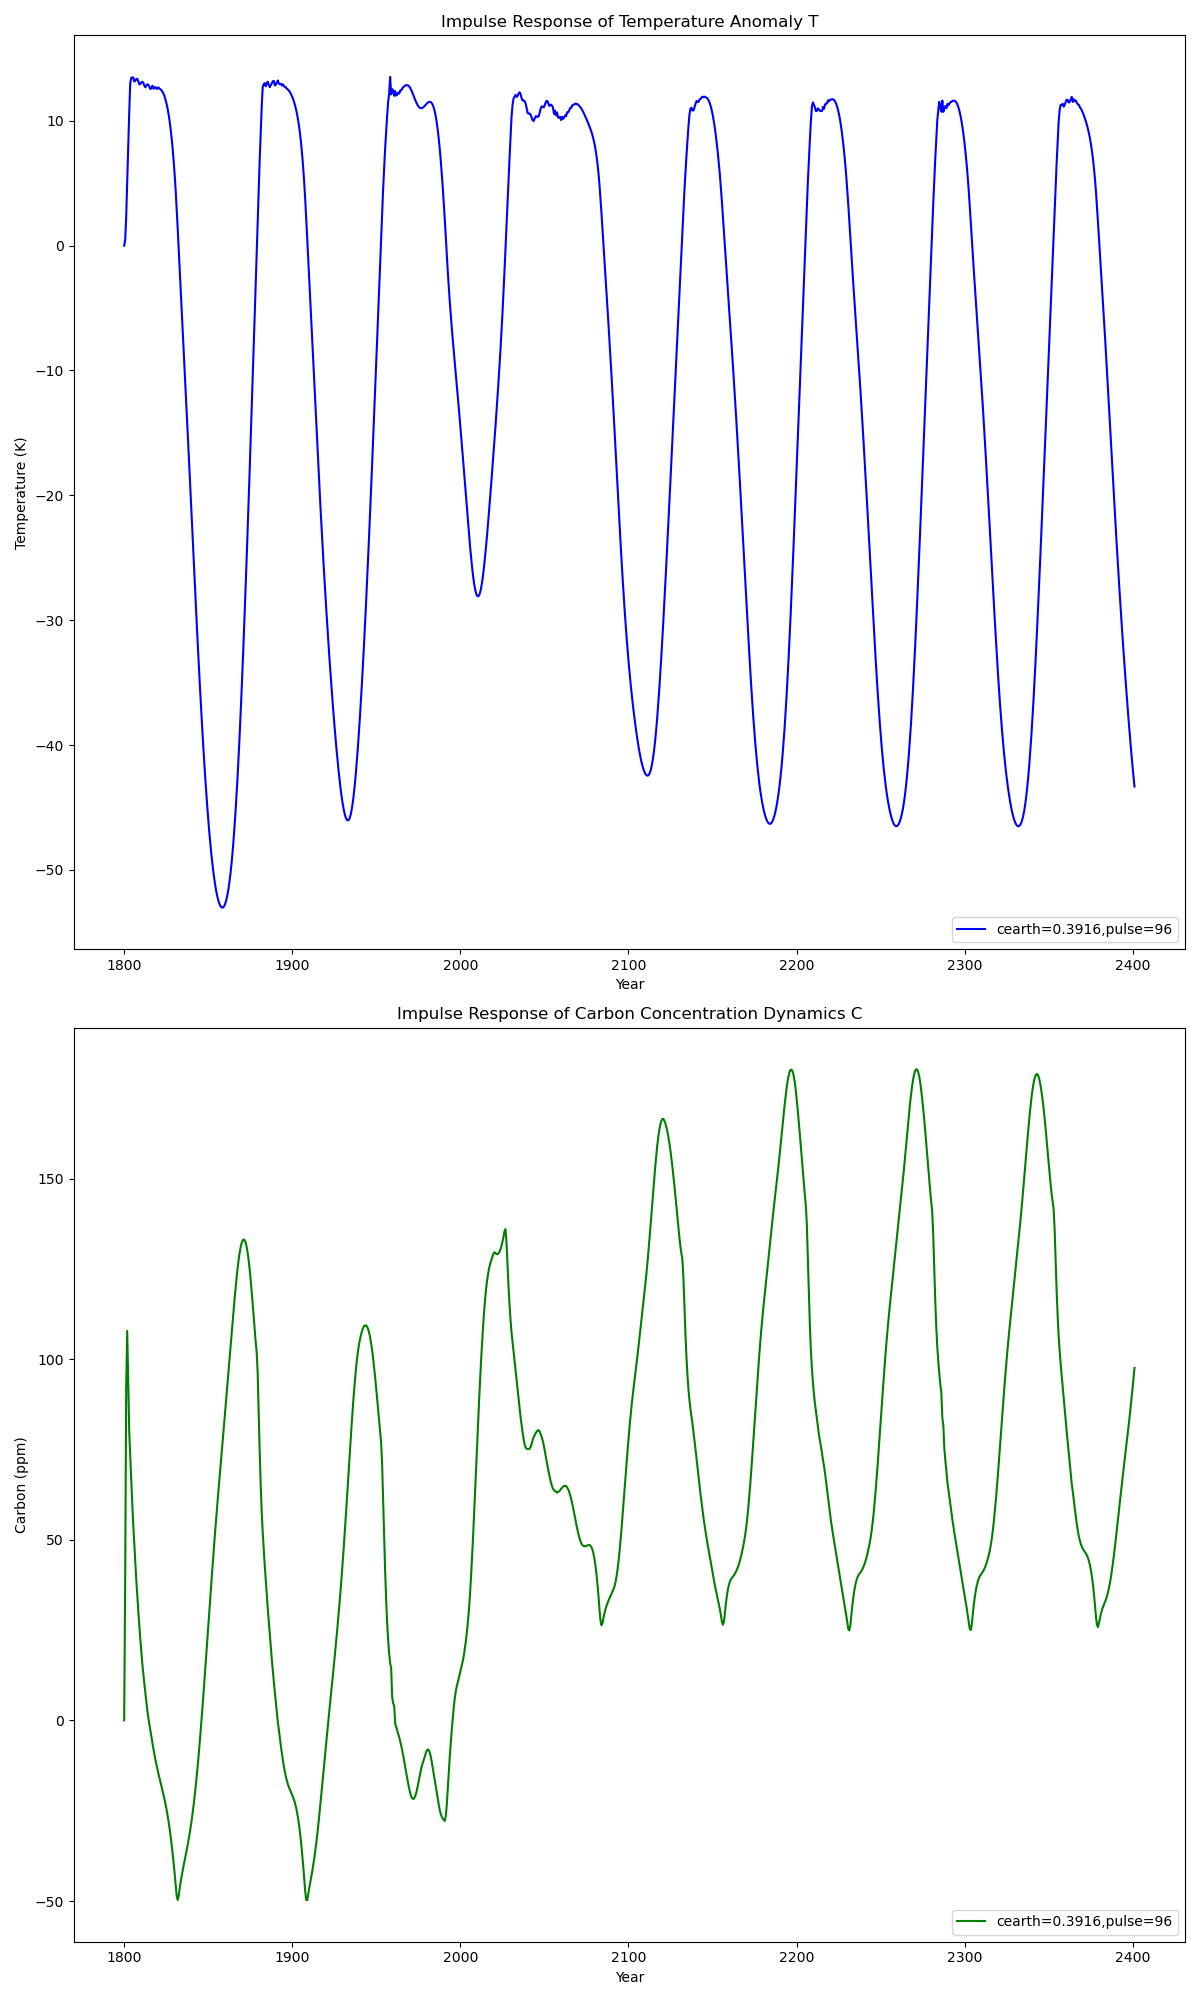 Impulse Response of Temperature Anomaly T
10
0
−10
−20
−30
−40
−50
Temperature (K)
cearth=0.3916,pulse=96
1800 1900 2000 2100 2200 2300 2400
Year
Impulse Response of Carbon Concentration Dynamics C
150
100
50
0
−50
Carbon (ppm)
cearth=0.3916,pulse=96
1800 1900 2000 2100 2200 2300 2400
Year